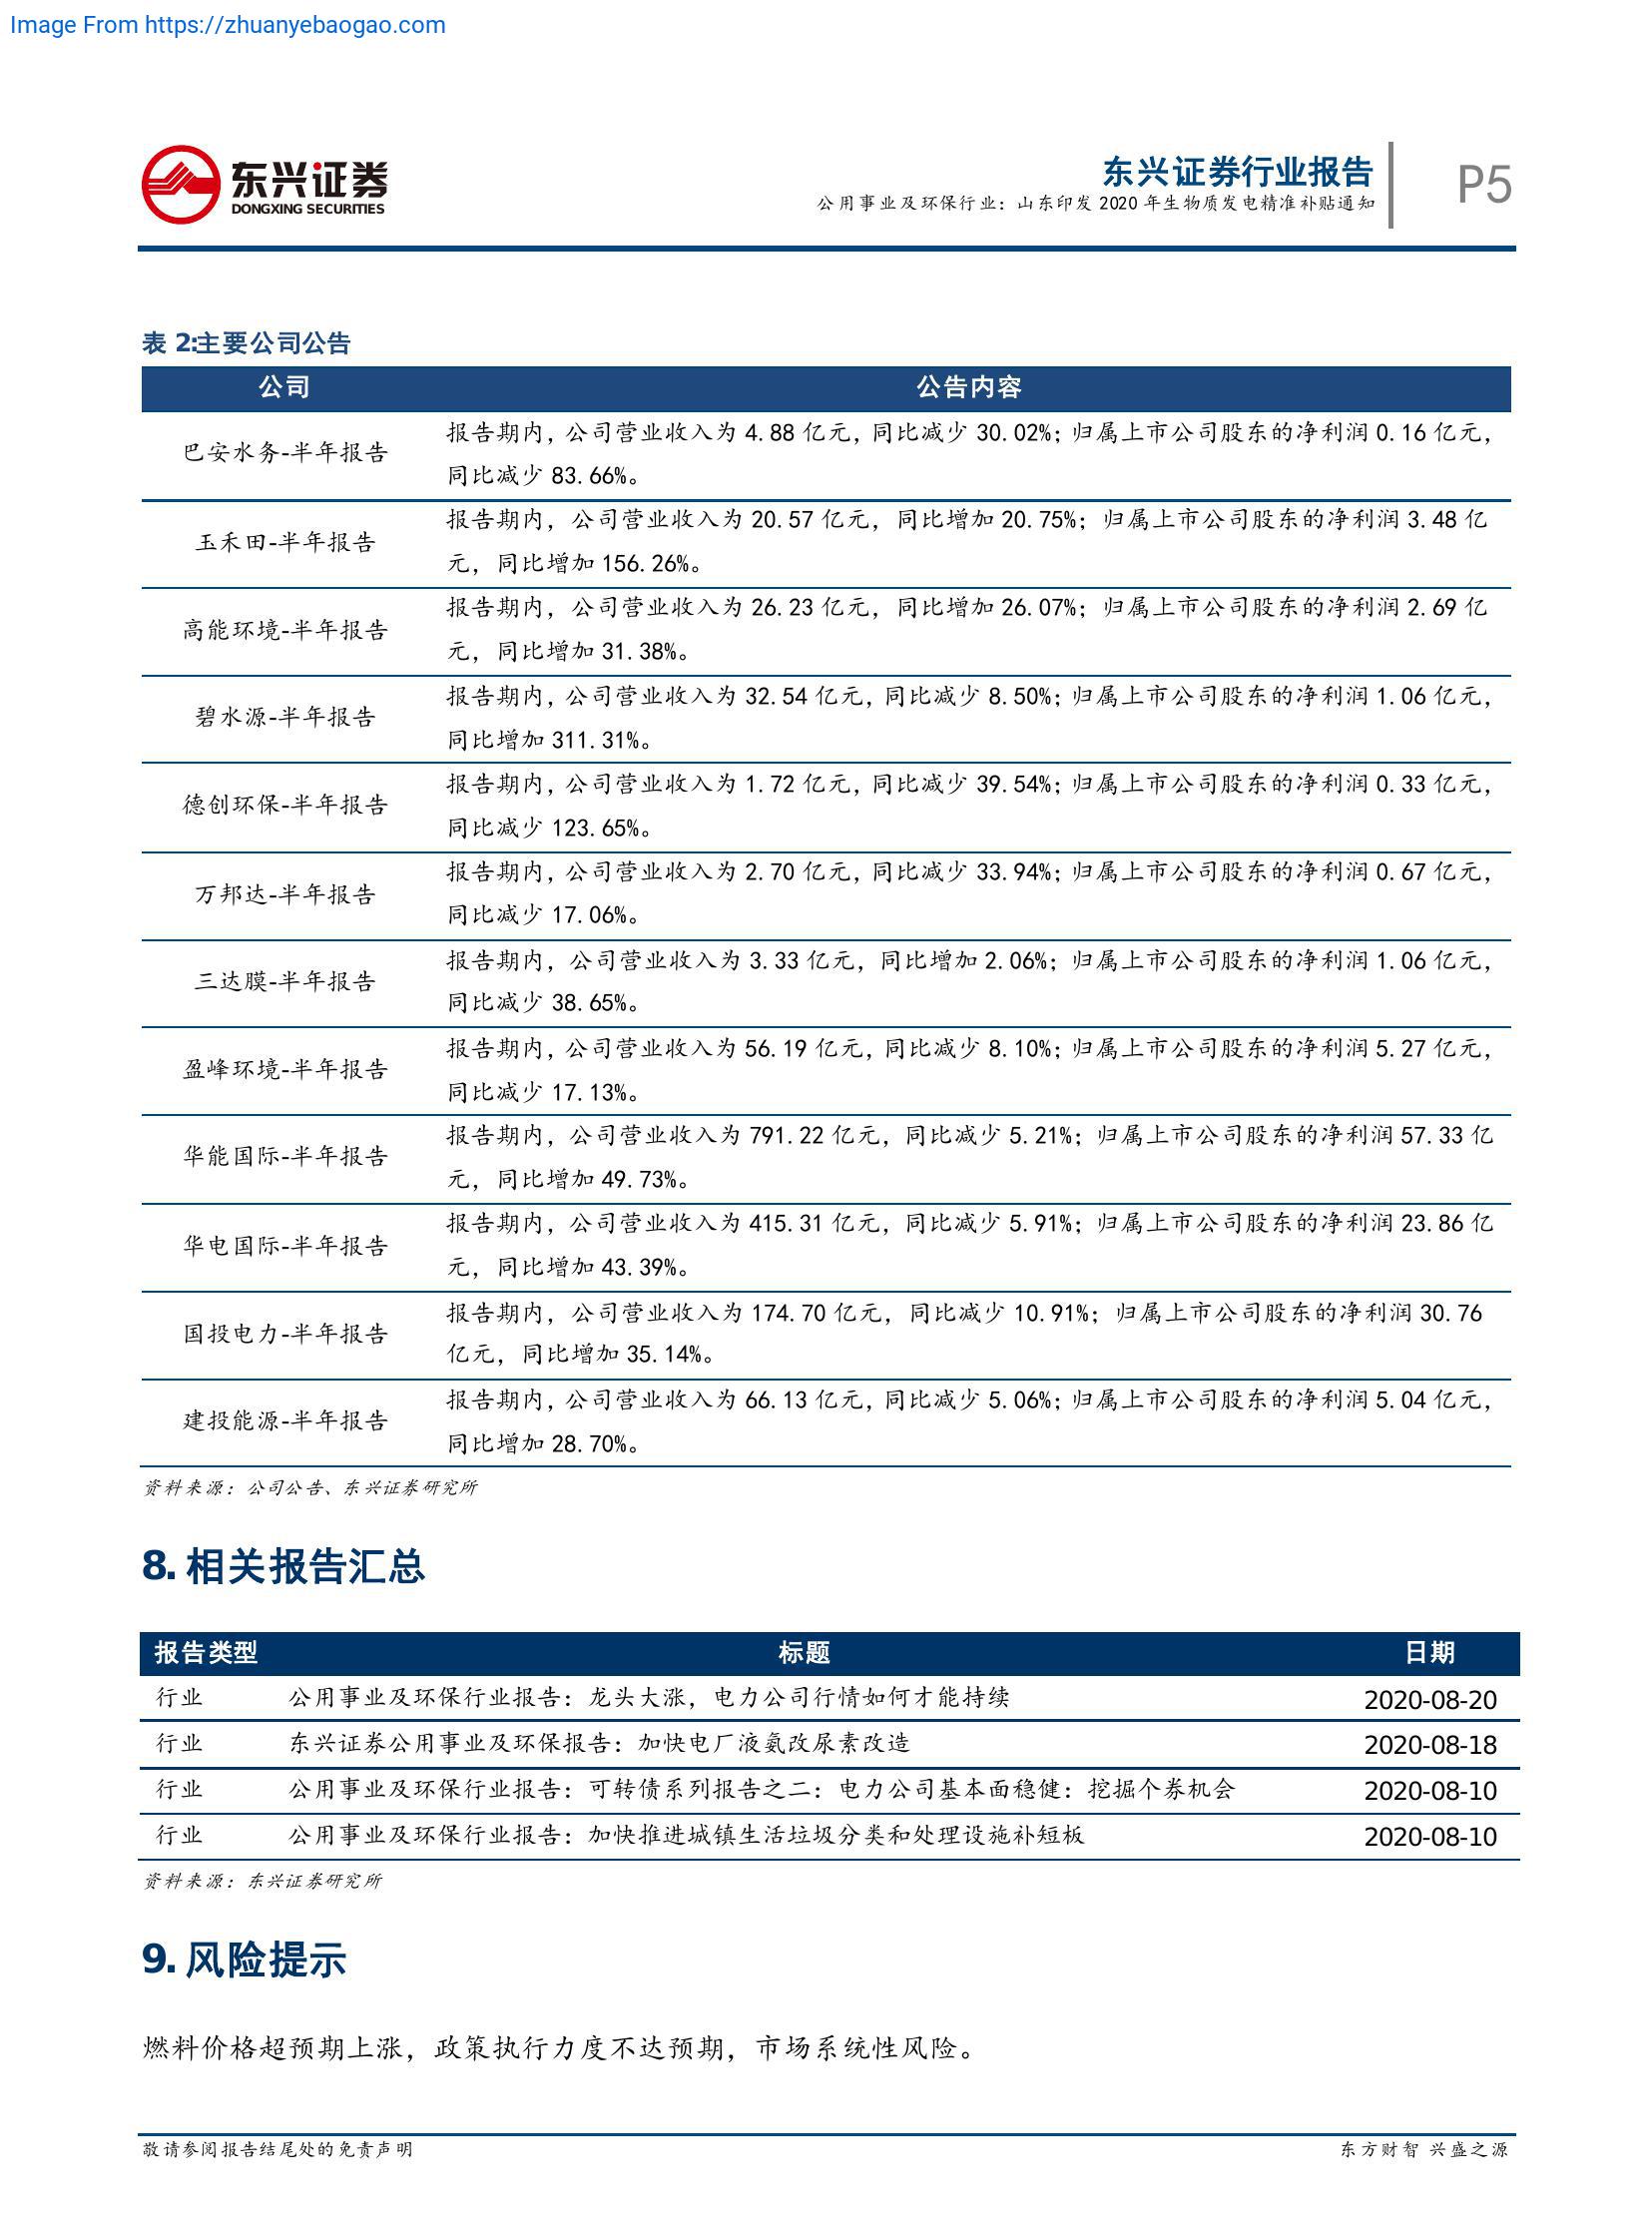 Image From https://zhuanyebaogao.com
东兴证券
DONGXING SECURITIES
东兴证券行业报告
公用事业及环保行业：山东印发 2020 年生物质发电精准补贴通知
P5
表 2:主要公司公告
公司 公告内容
巴安水务-半年报告
报告期内，公司营业收入为 4.88 亿元，同比减少 30.02%；归属上市公司股东的净利润 0.16 亿元，
同比减少 83.66%。
玉禾田-半年报告
报告期内，公司营业收入为 20.57 亿元，同比增加 20.75%；归属上市公司股东的净利润 3.48 亿
元，同比增加 156.26%。
高能环境-半年报告
报告期内，公司营业收入为 26.23 亿元，同比增加 26.07%；归属上市公司股东的净利润 2.69 亿
元，同比增加 31.38%。
碧水源-半年报告
报告期内，公司营业收入为 32.54 亿元，同比减少 8.50%；归属上市公司股东的净利润 1.06 亿元，
同比增加 311.31%。
德创环保-半年报告
报告期内，公司营业收入为 1.72 亿元，同比减少 39.54%；归属上市公司股东的净利润 0.33 亿元，
同比减少 123.65%。
万邦达-半年报告
报告期内，公司营业收入为 2.70 亿元，同比减少 33.94%；归属上市公司股东的净利润 0.67 亿元，
同比减少 17.06%。
三达膜-半年报告
报告期内，公司营业收入为 3.33 亿元，同比增加 2.06%；归属上市公司股东的净利润 1.06 亿元，
同比减少 38.65%。
盈峰环境-半年报告
报告期内，公司营业收入为 56.19 亿元，同比减少 8.10%；归属上市公司股东的净利润 5.27 亿元，
同比减少 17.13%。
华能国际-半年报告
报告期内，公司营业收入为 791.22 亿元，同比减少 5.21%；归属上市公司股东的净利润 57.33 亿
元，同比增加 49.73%。
华电国际-半年报告
报告期内，公司营业收入为 415.31 亿元，同比减少 5.91%；归属上市公司股东的净利润 23.86 亿
元，同比增加 43.39%。
国投电力-半年报告
报告期内，公司营业收入为 174.70 亿元，同比减少 10.91%；归属上市公司股东的净利润 30.76
亿元，同比增加 35.14%。
建投能源-半年报告
报告期内，公司营业收入为 66.13 亿元，同比减少 5.06%；归属上市公司股东的净利润 5.04 亿元，
同比增加 28.70%。
资料来源：公司公告、东兴证券研究所
8. 相关报告汇总
报告类型 标题 日期
行业 公用事业及环保行业报告：龙头大涨，电力公司行情如何才能持续 2020-08-20
行业 东兴证券公用事业及环保报告：加快电厂液氨改尿素改造 2020-08-18
行业 公用事业及环保行业报告：可转债系列报告之二：电力公司基本面稳健：挖掘个券机会 2020-08-10
行业 公用事业及环保行业报告：加快推进城镇生活垃圾分类和处理设施补短板 2020-08-10
资料来源：东兴证券研究所
9. 风险提示
燃料价格超预期上涨，政策执行力度不达预期，市场系统性风险。
敬请参阅报告结尾处的免责声明 东方财智 兴盛之源